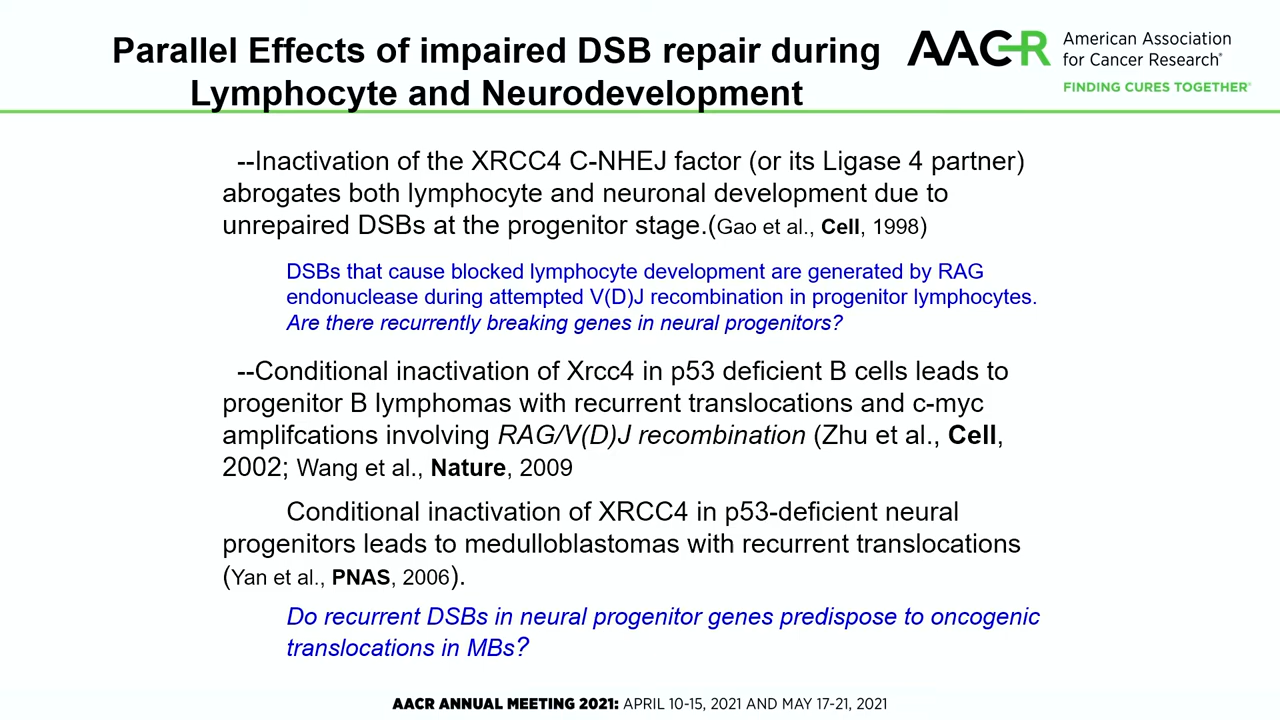 Parallel Effects of impaired DSB repair during
Lymphocyte and Neurodevelopment
AACR
American Association
for Cancer Research®
FINDING CURES TOGETHER®
--Inactivation of the XRCC4 C-NHEJ factor (or its Ligase 4 partner)
abrogates both lymphocyte and neuronal development due to
unrepaired DSBs at the progenitor stage.(Gao et al., Cell, 1998)
DSBs that cause blocked lymphocyte development are generated by RAG
endonuclease during attempted V(D)J recombination in progenitor lymphocytes.
Are there recurrently breaking genes in neural progenitors?
--Conditional inactivation of Xrcc4 in p53 deficient B cells leads to
progenitor B lymphomas with recurrent translocations and c-myc
amplifcations involving RAG/V(D)J recombination (Zhu et al., Cell,
2002; Wang et al., Nature, 2009
Conditional inactivation of XRCC4 in p53-deficient neural
progenitors leads to medulloblastomas with recurrent translocations
(Yan et al., PNAS, 2006).
Do recurrent DSBs in neural progenitor genes predispose to oncogenic
translocations in MBs?
AACR ANNUAL MEETING 2021: APRIL 10-15, 2021 AND MAY 17-21, 2021